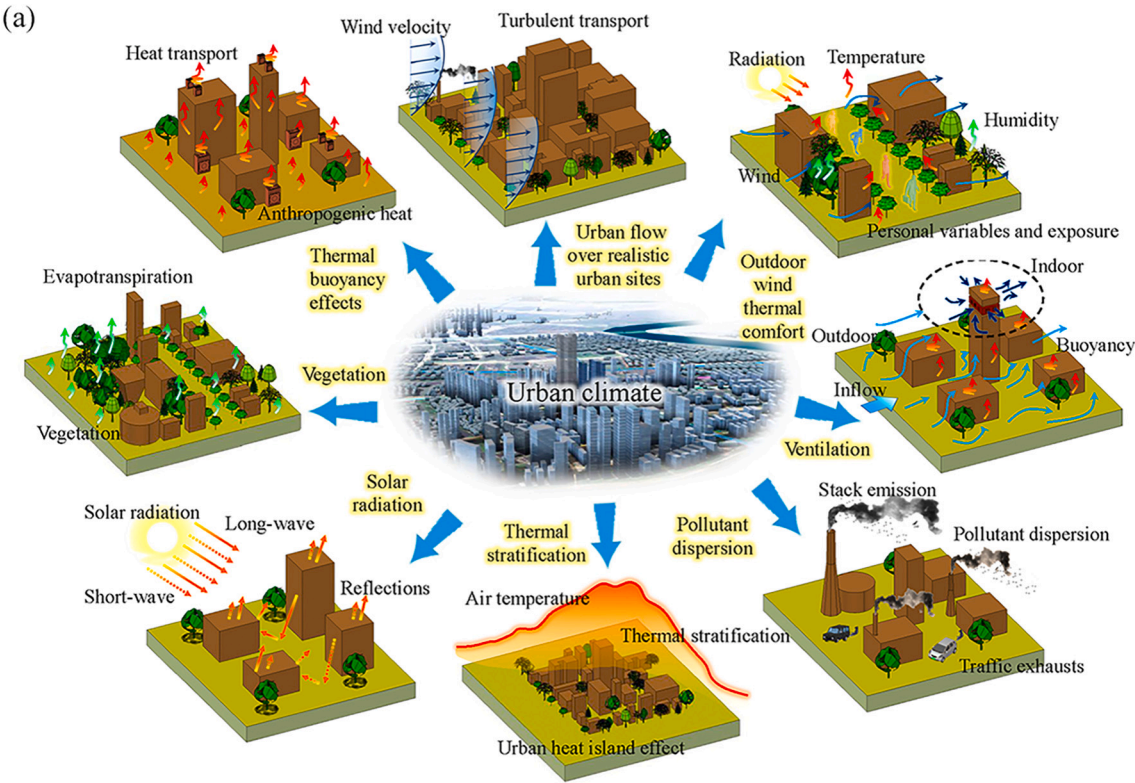 (a)
Heat transport
Anthropogenic heat
Wind velocity
Turbulent transport
Radiation
Temperature
Humidity
Wind
Personal variables and exposure
Thermal
buoyancy
effects
Urban flow
over realistic
urban sites
Outdoor
wind
thermal
comfort
Evapotranspiration
Vegetation
Vegetation
Urban climate
Indoor
Outdoor
Buoyancy
Inflow
Ventilation
Solar
radiation
Thermal
stratification
Pollutant
dispersion
Solar radiation
Long-wave
Short-wave
Reflections
Air temperature
Thermal stratification
Urban heat island effect
Stack emission
Pollutant dispersion
Traffic exhausts